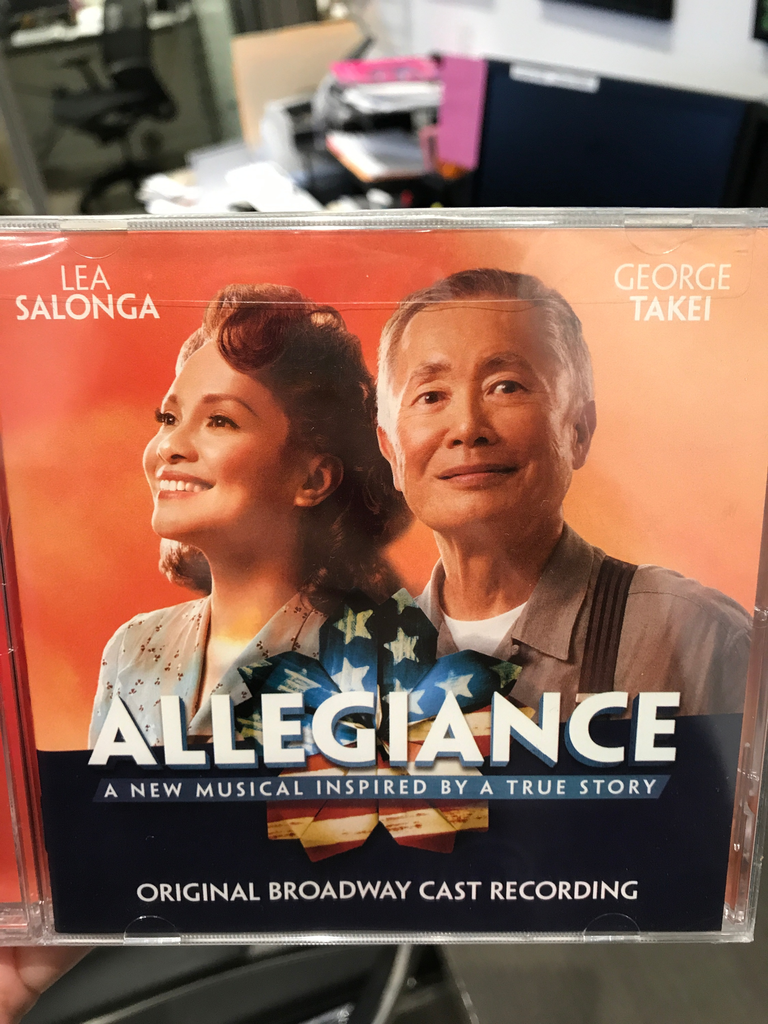 LEA
SALONGA
GEORGE
TAKEI
ALLEGIANCE
A NEW MUSICAL INSPIRED BY A TRUE STORY
ORIGINAL BROADWAY CAST RECORDING